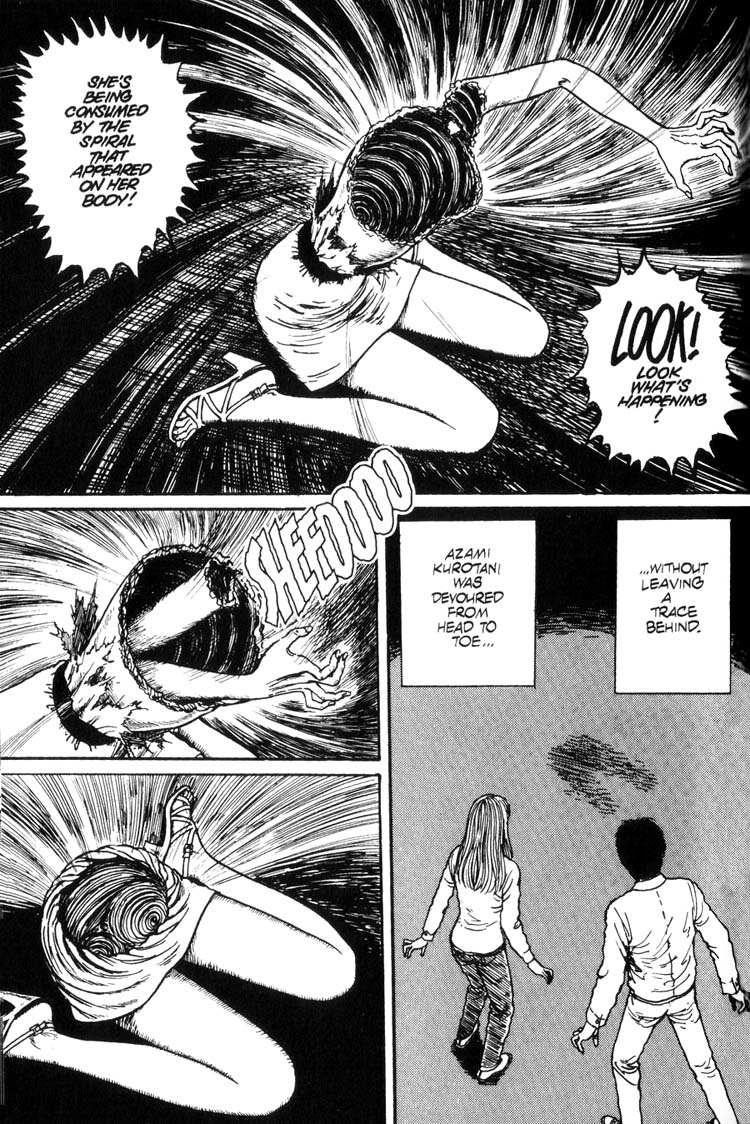 SHE'S
BEING
CONSUMED
BY THE
SPIRAL
THAT
APPEARED
ON HER
BODY!
LOOK!
LOOK
WHAT'S
HAPPENING
!
SHEEOOOO
AZAMI
KUROTANI
WAS
DEVOURED
FROM
HEAD TO
TOE...
...WITHOUT
LEAVING
A
TRACE
BEHIND.